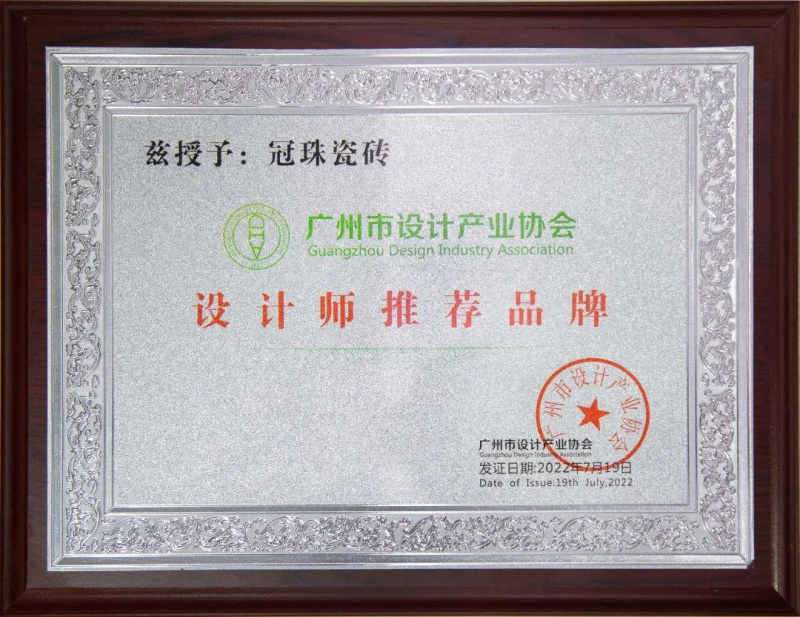 兹授予：冠珠瓷砖
广州市设计产业协会
Guangzhou Design Industry Association
设计师推荐品牌
广州市设计产业协会
广州市设计产业协会
Guangzhou Design Industry Association
发证日期:2022年7月19日
Date of Issue:19th July,2022